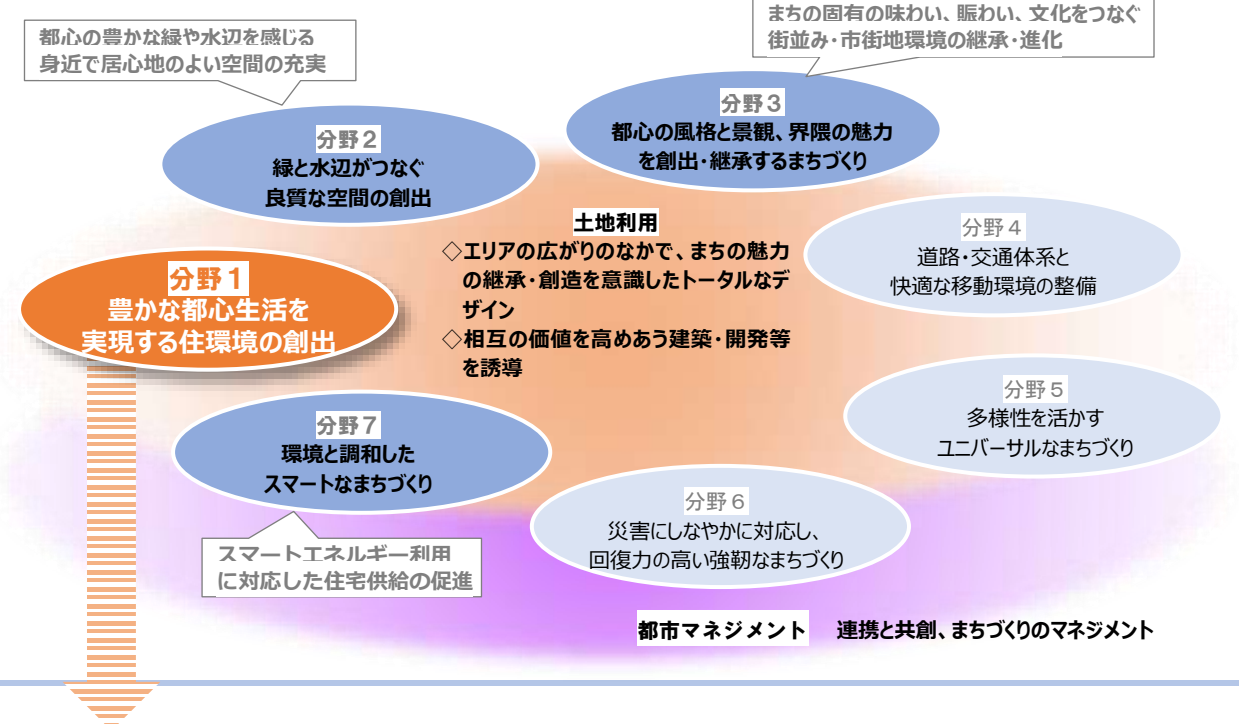 都心の豊かな緑や水辺を感じる
身近で居心地のよい空間の充実
まちの固有の味わい、賑わい、文化をつなぐ
街並み・市街地環境の継承・進化
分野２
緑と水辺がつなぐ
良質な空間の創出
分野３
都心の風格と景観、界隈の魅力
を創出・継承するまちづくり
土地利用
◇エリアの広がりのなかで、まちの魅力
の継承・創造を意識したトータルなデ
ザイン
◇相互の価値を高めあう建築・開発等
を誘導
分野４
道路・交通体系と
快適な移動環境の整備
分野１
豊かな都心生活を
実現する住環境の創出
分野５
多様性を活かす
ユニバーサルなまちづくり
分野７
環境と調和した
スマートなまちづくり
分野６
災害にしなやかに対応し、
回復力の高い強靭なまちづくり
スマートエネルギー利用
に対応した住宅供給の促進
都市マネジメント　連携と共創、まちづくりのマネジメント